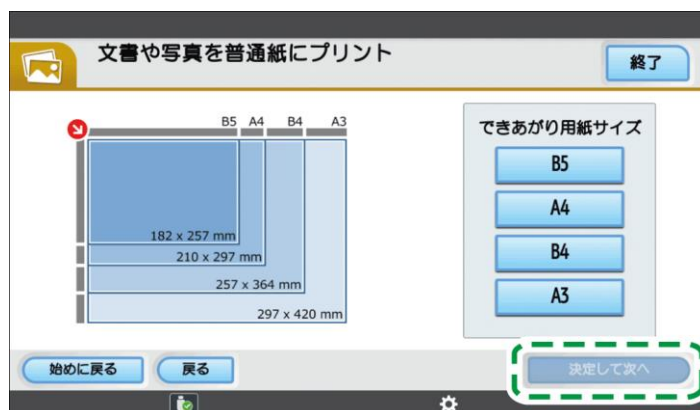 文書や写真を普通紙にプリント
終了
B5 A4 B4 A3
182 x 257 mm
210 x 297 mm
257 x 364 mm
297 x 420 mm
できあがり用紙サイズ
B5
A4
B4
A3
始めに戻る
戻る
決定して次へ